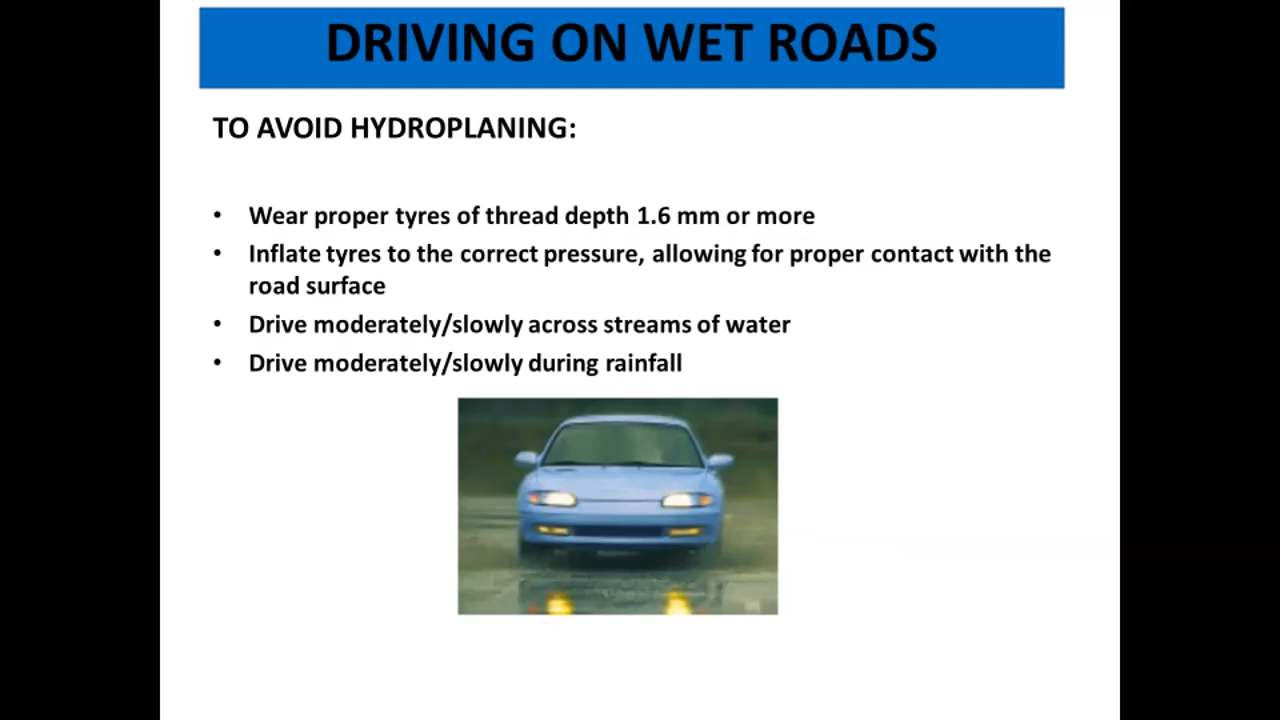 DRIVING ON WET ROADS
TO AVOID HYDROPLANING:
• Wear proper tyres of thread depth 1.6 mm or more
• Inflate tyres to the correct pressure, allowing for proper contact with the
road surface
• Drive moderately/slowly across streams of water
• Drive moderately/slowly during rainfall